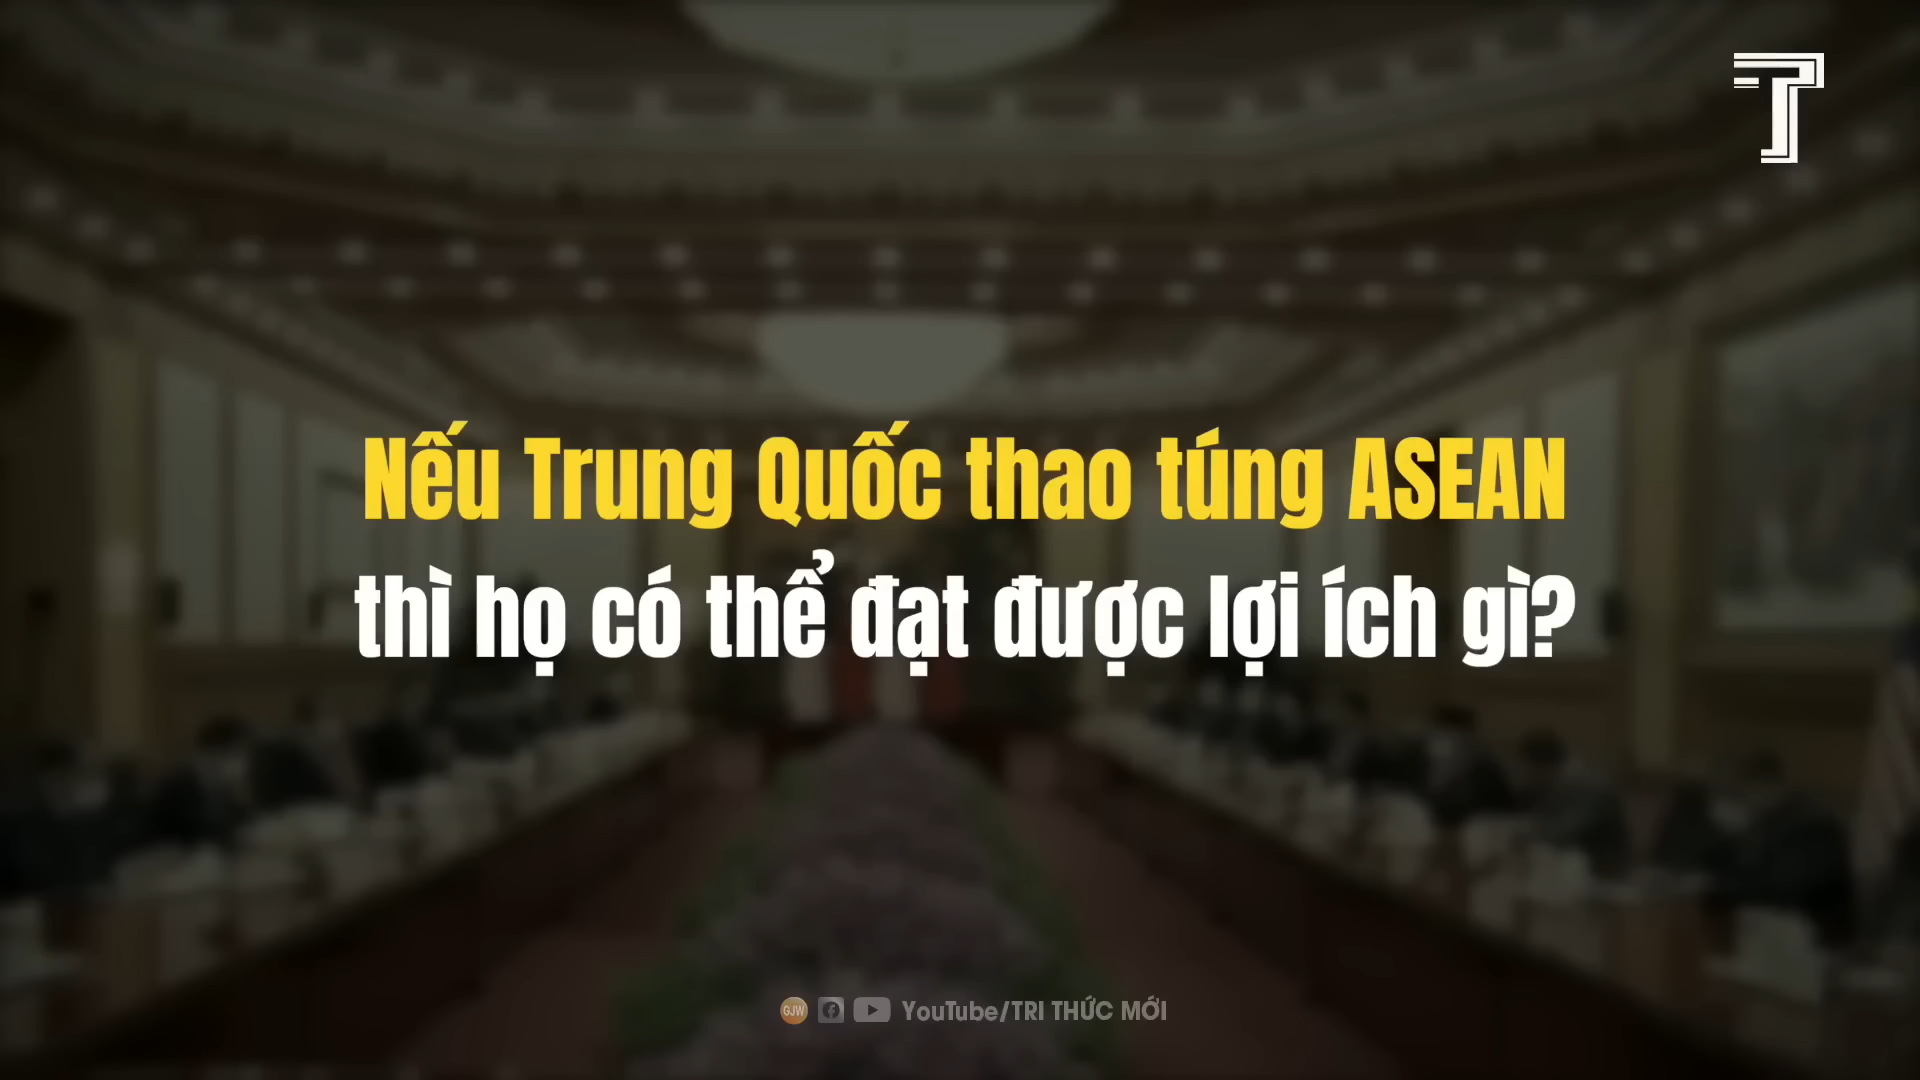 Nếu Trung Quốc thao túng ASEAN
thì họ có thể đạt được lợi ích gì?
GJW YouTube/TRI THỨC MỚI